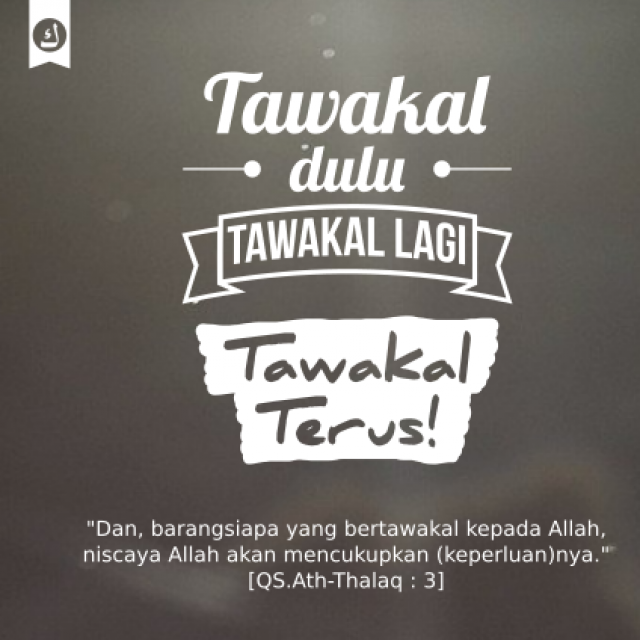 ك
Tawakal
dulu
TAWAKAL LAGI
Tawakal
Terus!
"Dan, barangsiapa yang bertawakal kepada Allah,
niscaya Allah akan mencukupkan (keperluan)nya."
[QS.Ath-Thalaq : 3]